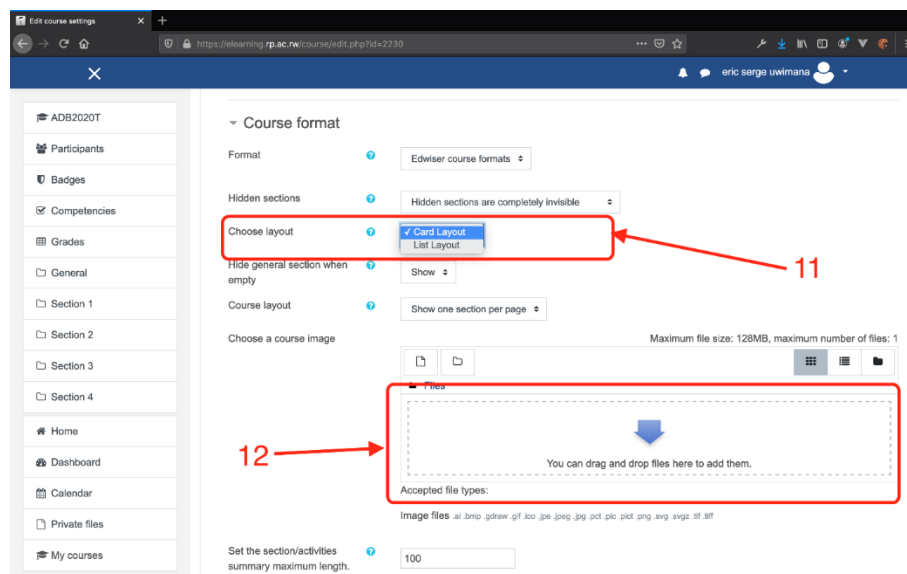 Edit course settings
https://elearning.rp.ac.rw/course/edit.php?id=2230
eric serge uwimana
ADB2020T
Participants
Badges
Competencies
Grades
General
Section 1
Section 2
Section 3
Section 4
Home
Dashboard
Calendar
Private files
My courses
Course format
Format
Edwiser course formats
Hidden sections
Hidden sections are completely invisible
Choose layout
✓ Card Layout
List Layout
11
Hide general section when
empty
Show
Course layout
Show one section per page
Choose a course image
Maximum file size: 128MB, maximum number of files: 1
Files
12
You can drag and drop files here to add them.
Accepted file types:
Image files .ai .bmp .gdraw .gif .ico .jpe .jpeg .jpg .pct .pic .pict .png .svg .svgz .tif .tiff
Set the section/activities
summary maximum length.
100